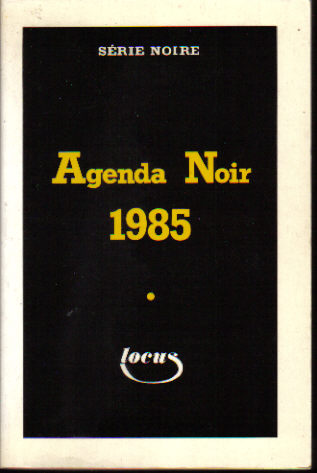 SÉRIE NOIRE
Agenda Noir
1985
locus